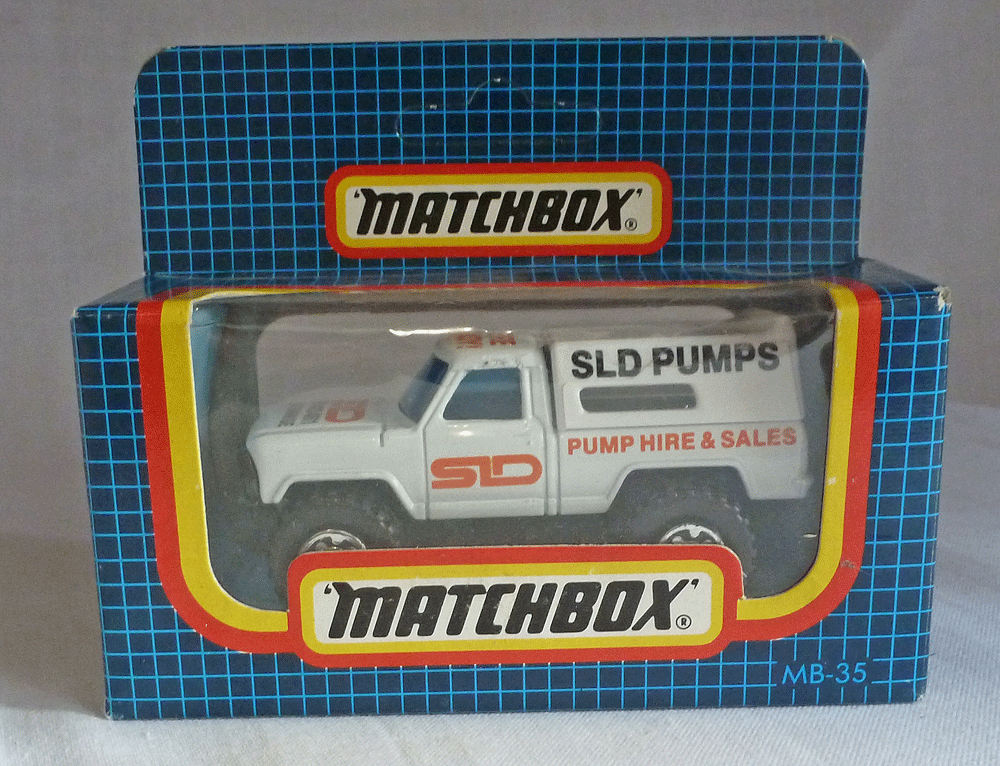 'MATCHBOX'®
SLD PUMPS
PUMP HIRE & SALES
SLD
'MATCHBOX'®
MB-35